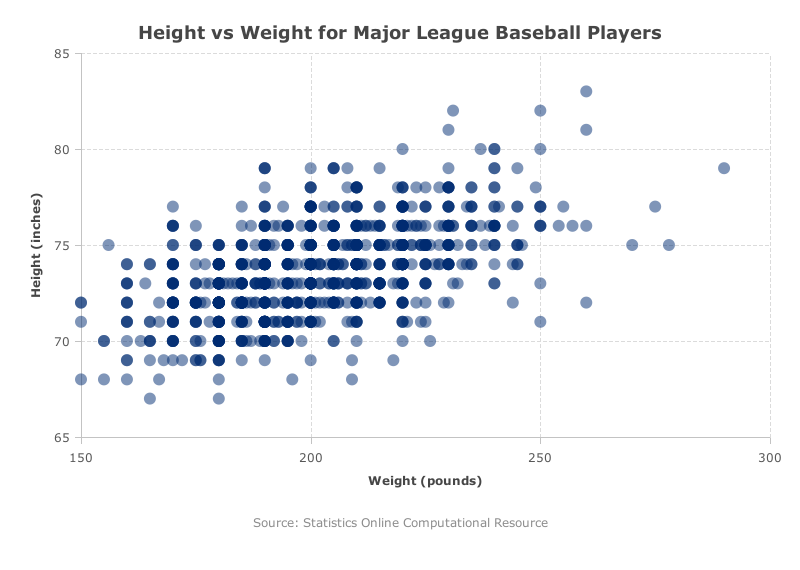 Height vs Weight for Major League Baseball Players
85
80
75
70
65
Height (inches)
150
200
250
300
Weight (pounds)
Source: Statistics Online Computational Resource